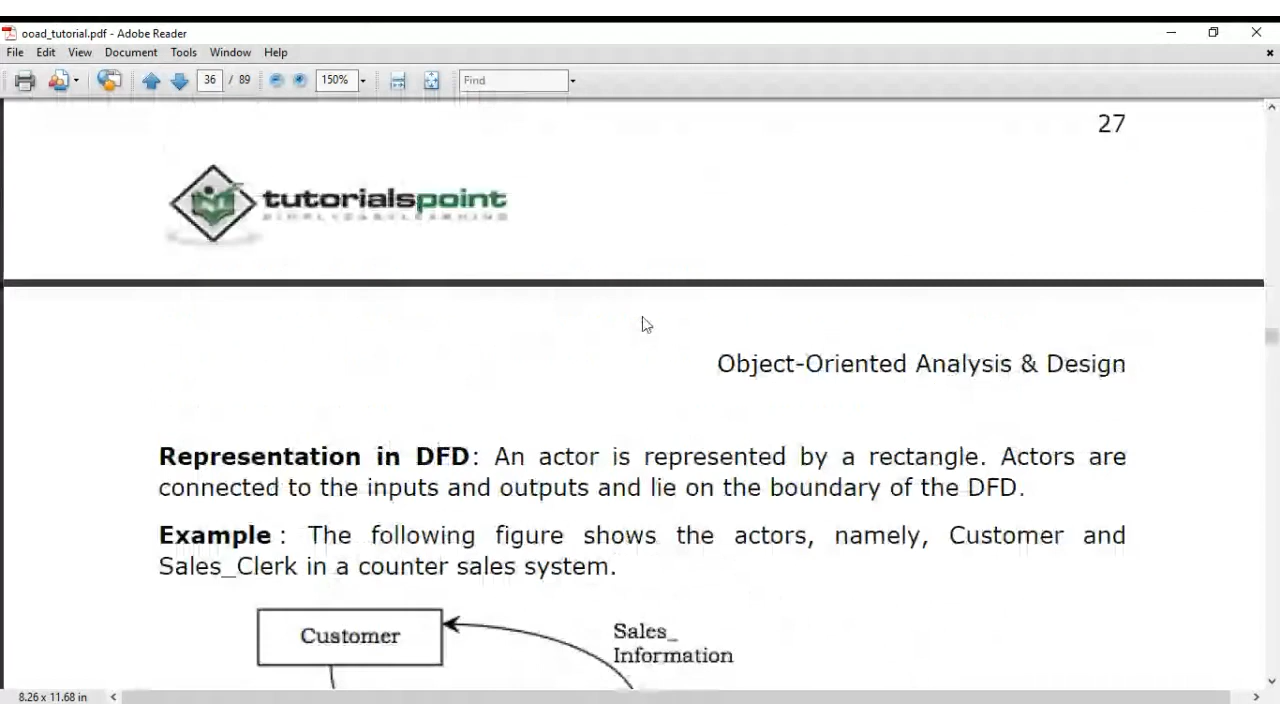 ooad_tutorial.pdf - Adobe Reader
File Edit View Document Tools Window Help
36 / 89 150% Find
27
tutorialspoint
SIMPLYEASYLEARNING
Object-Oriented Analysis & Design
Representation in DFD: An actor is represented by a rectangle. Actors are
connected to the inputs and outputs and lie on the boundary of the DFD.
Example : The following figure shows the actors, namely, Customer and
Sales_Clerk in a counter sales system.
Customer
Sales_
Information
8.26 x 11.68 in